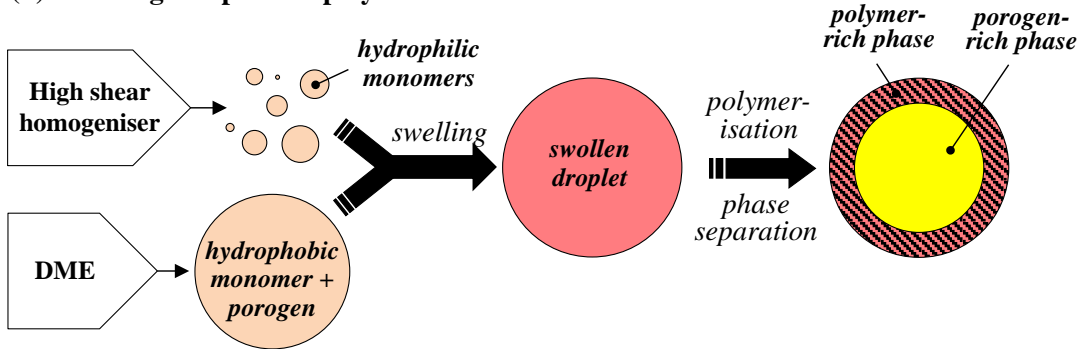 polymer-
rich phase
porogen-
rich phase
hydrophilic
monomers
High shear
homogeniser
swelling
swollen
droplet
polymer-
isation
phase
separation
DME
hydrophobic
monomer +
porogen